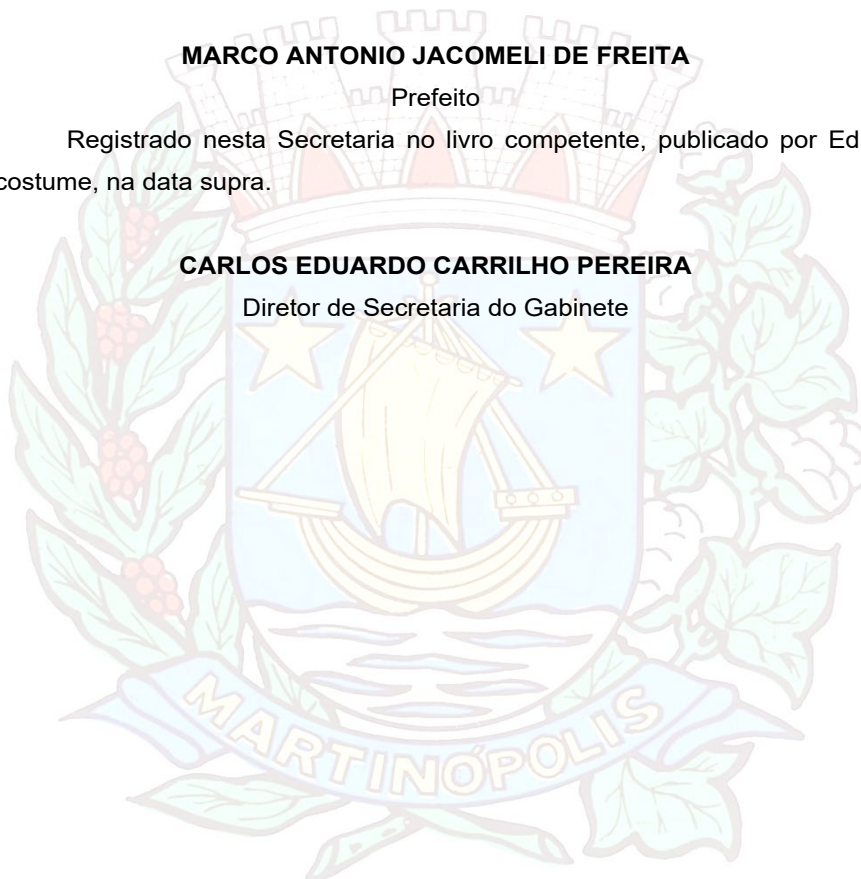 MARCO ANTONIO JACOMELI DE FREITA
Prefeito
Registrado nesta Secretaria no livro competente, publicado por Ed
costume, na data supra.
CARLOS EDUARDO CARRILHO PEREIRA
Diretor de Secretaria do Gabinete
MARTINÓPOLIS